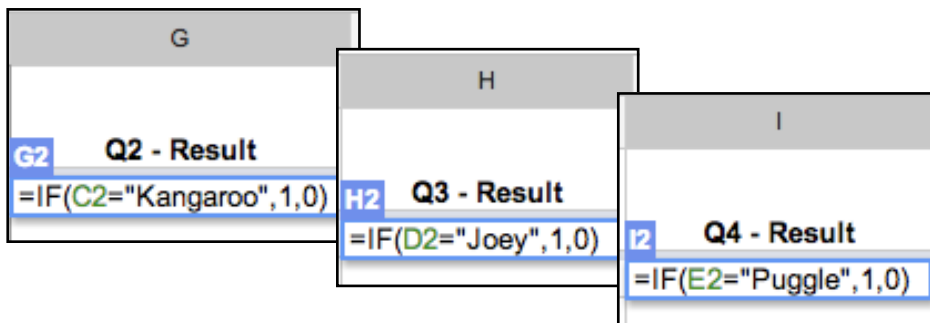 G
Q2 - Result
G2
=IF(C2="Kangaroo",1,0)
H
Q3 - Result
H2
=IF(D2="Joey",1,0)
I
Q4 - Result
I2
=IF(E2="Puggle",1,0)